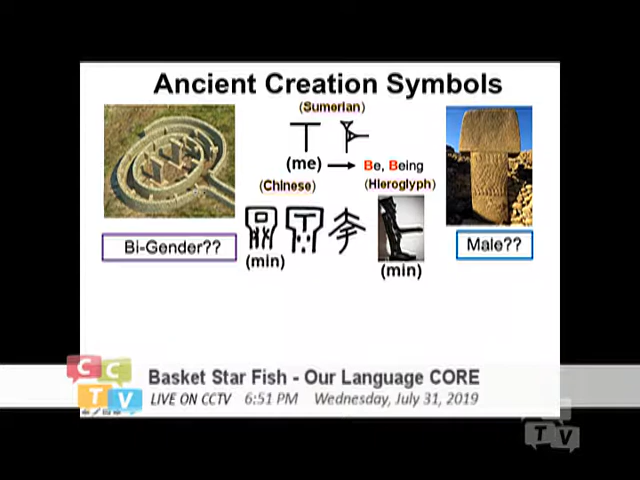 Ancient Creation Symbols
(Sumerian)
(me) Be, Being
(Chinese) (Hieroglyph)
Bi-Gender??
(min)
(min)
Male??
CCTV
Basket Star Fish - Our Language CORE
LIVE ON CCTV 6:51 PM Wednesday, July 31, 2019
TV